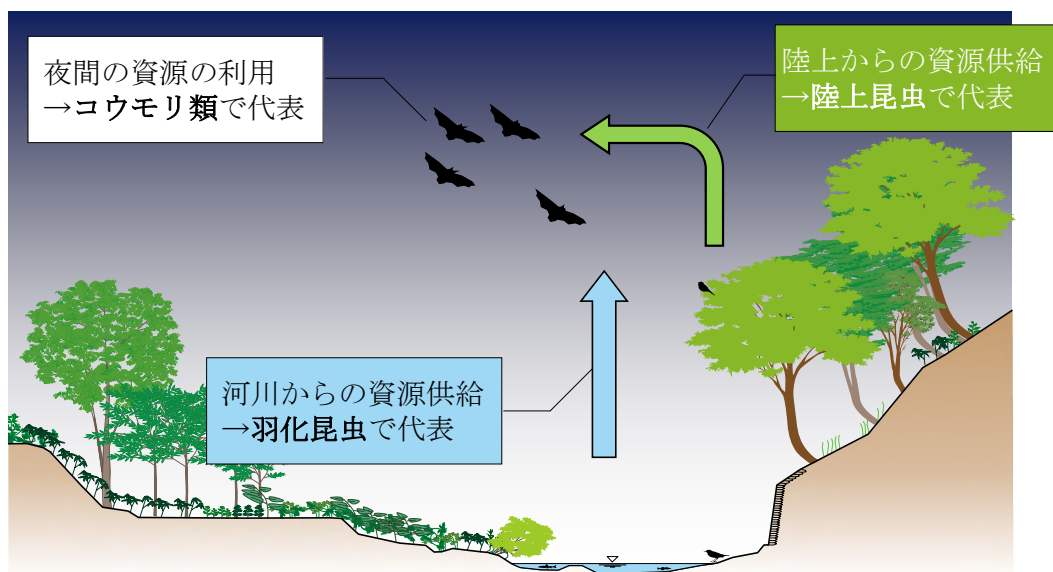 夜間の資源の利用
→コウモリ類で代表
陸上からの資源供給
→陸上昆虫で代表
河川からの資源供給
→羽化昆虫で代表